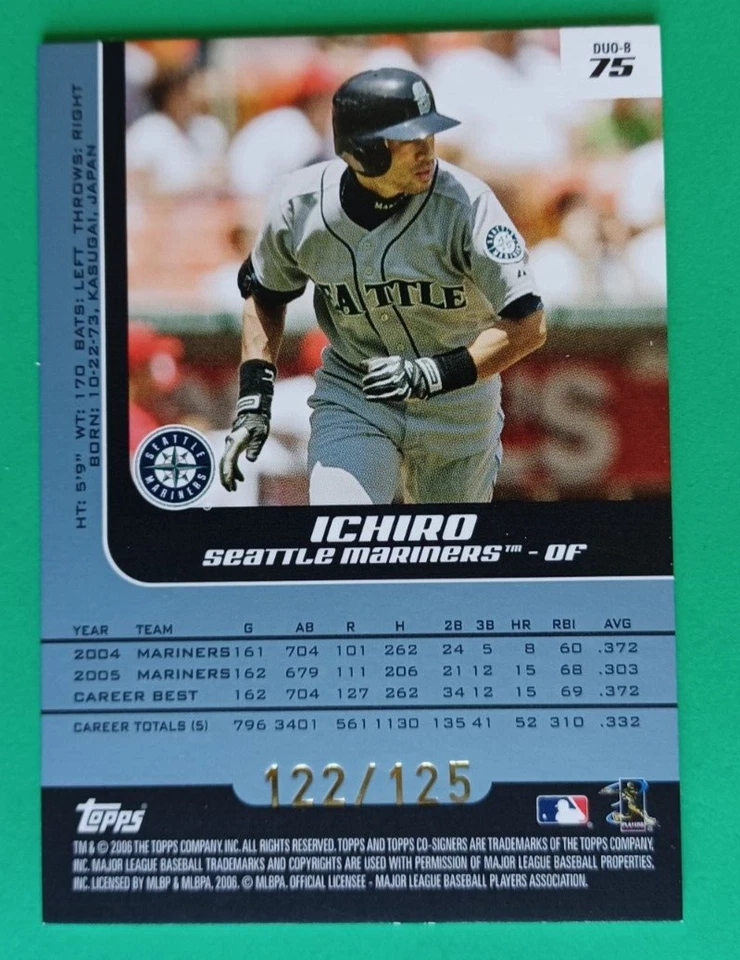 DUO-B
75
HT: 5'9" WT: 170 BATS: LEFT THROWS: RIGHT
BORN: 10-22-73, KASUGAI, JAPAN
SEATTLE
SEATTLE MARINERS
ICHIRO
SEATTLE MARINERS™ - OF
YEAR TEAM G AB R H 2B 3B HR RBI AVG
2004 MARINERS 161 704 101 262 24 5 8 60 .372
2005 MARINERS 162 679 111 206 21 12 15 68 .303
CAREER BEST 162 704 127 262 34 12 15 69 .372
CAREER TOTALS (5) 796 3401 561 1130 135 41 52 310 .332
122/125
Topps
TM & © 2006 THE TOPPS COMPANY, INC. ALL RIGHTS RESERVED. TOPPS AND TOPPS CO-SIGNERS ARE TRADEMARKS OF THE TOPPS COMPANY,
INC. MAJOR LEAGUE BASEBALL TRADEMARKS AND COPYRIGHTS ARE USED WITH PERMISSION OF MAJOR LEAGUE BASEBALL PROPERTIES,
INC. LICENSED BY MLBP & MLBPA, 2006. © MLBPA. OFFICIAL LICENSEE - MAJOR LEAGUE BASEBALL PLAYERS ASSOCIATION.